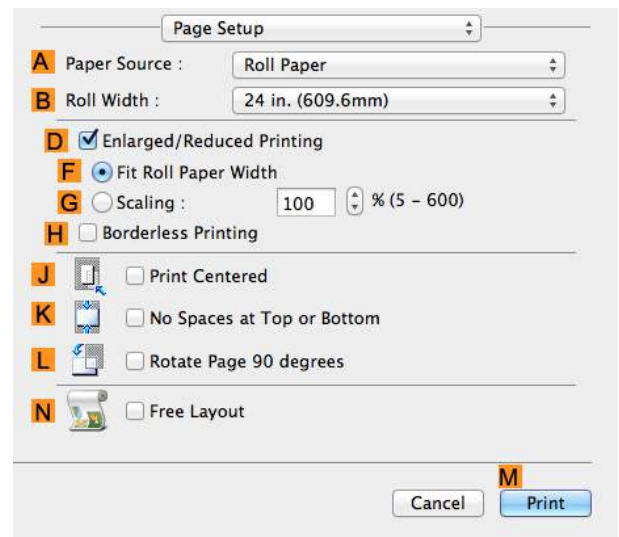 Page Setup
A Paper Source : Roll Paper
B Roll Width : 24 in. (609.6mm)
D Enlarged/Reduced Printing
F Fit Roll Paper Width
G Scaling : 100 % (5 – 600)
H Borderless Printing
J Print Centered
K No Spaces at Top or Bottom
L Rotate Page 90 degrees
N Free Layout
M
Cancel Print